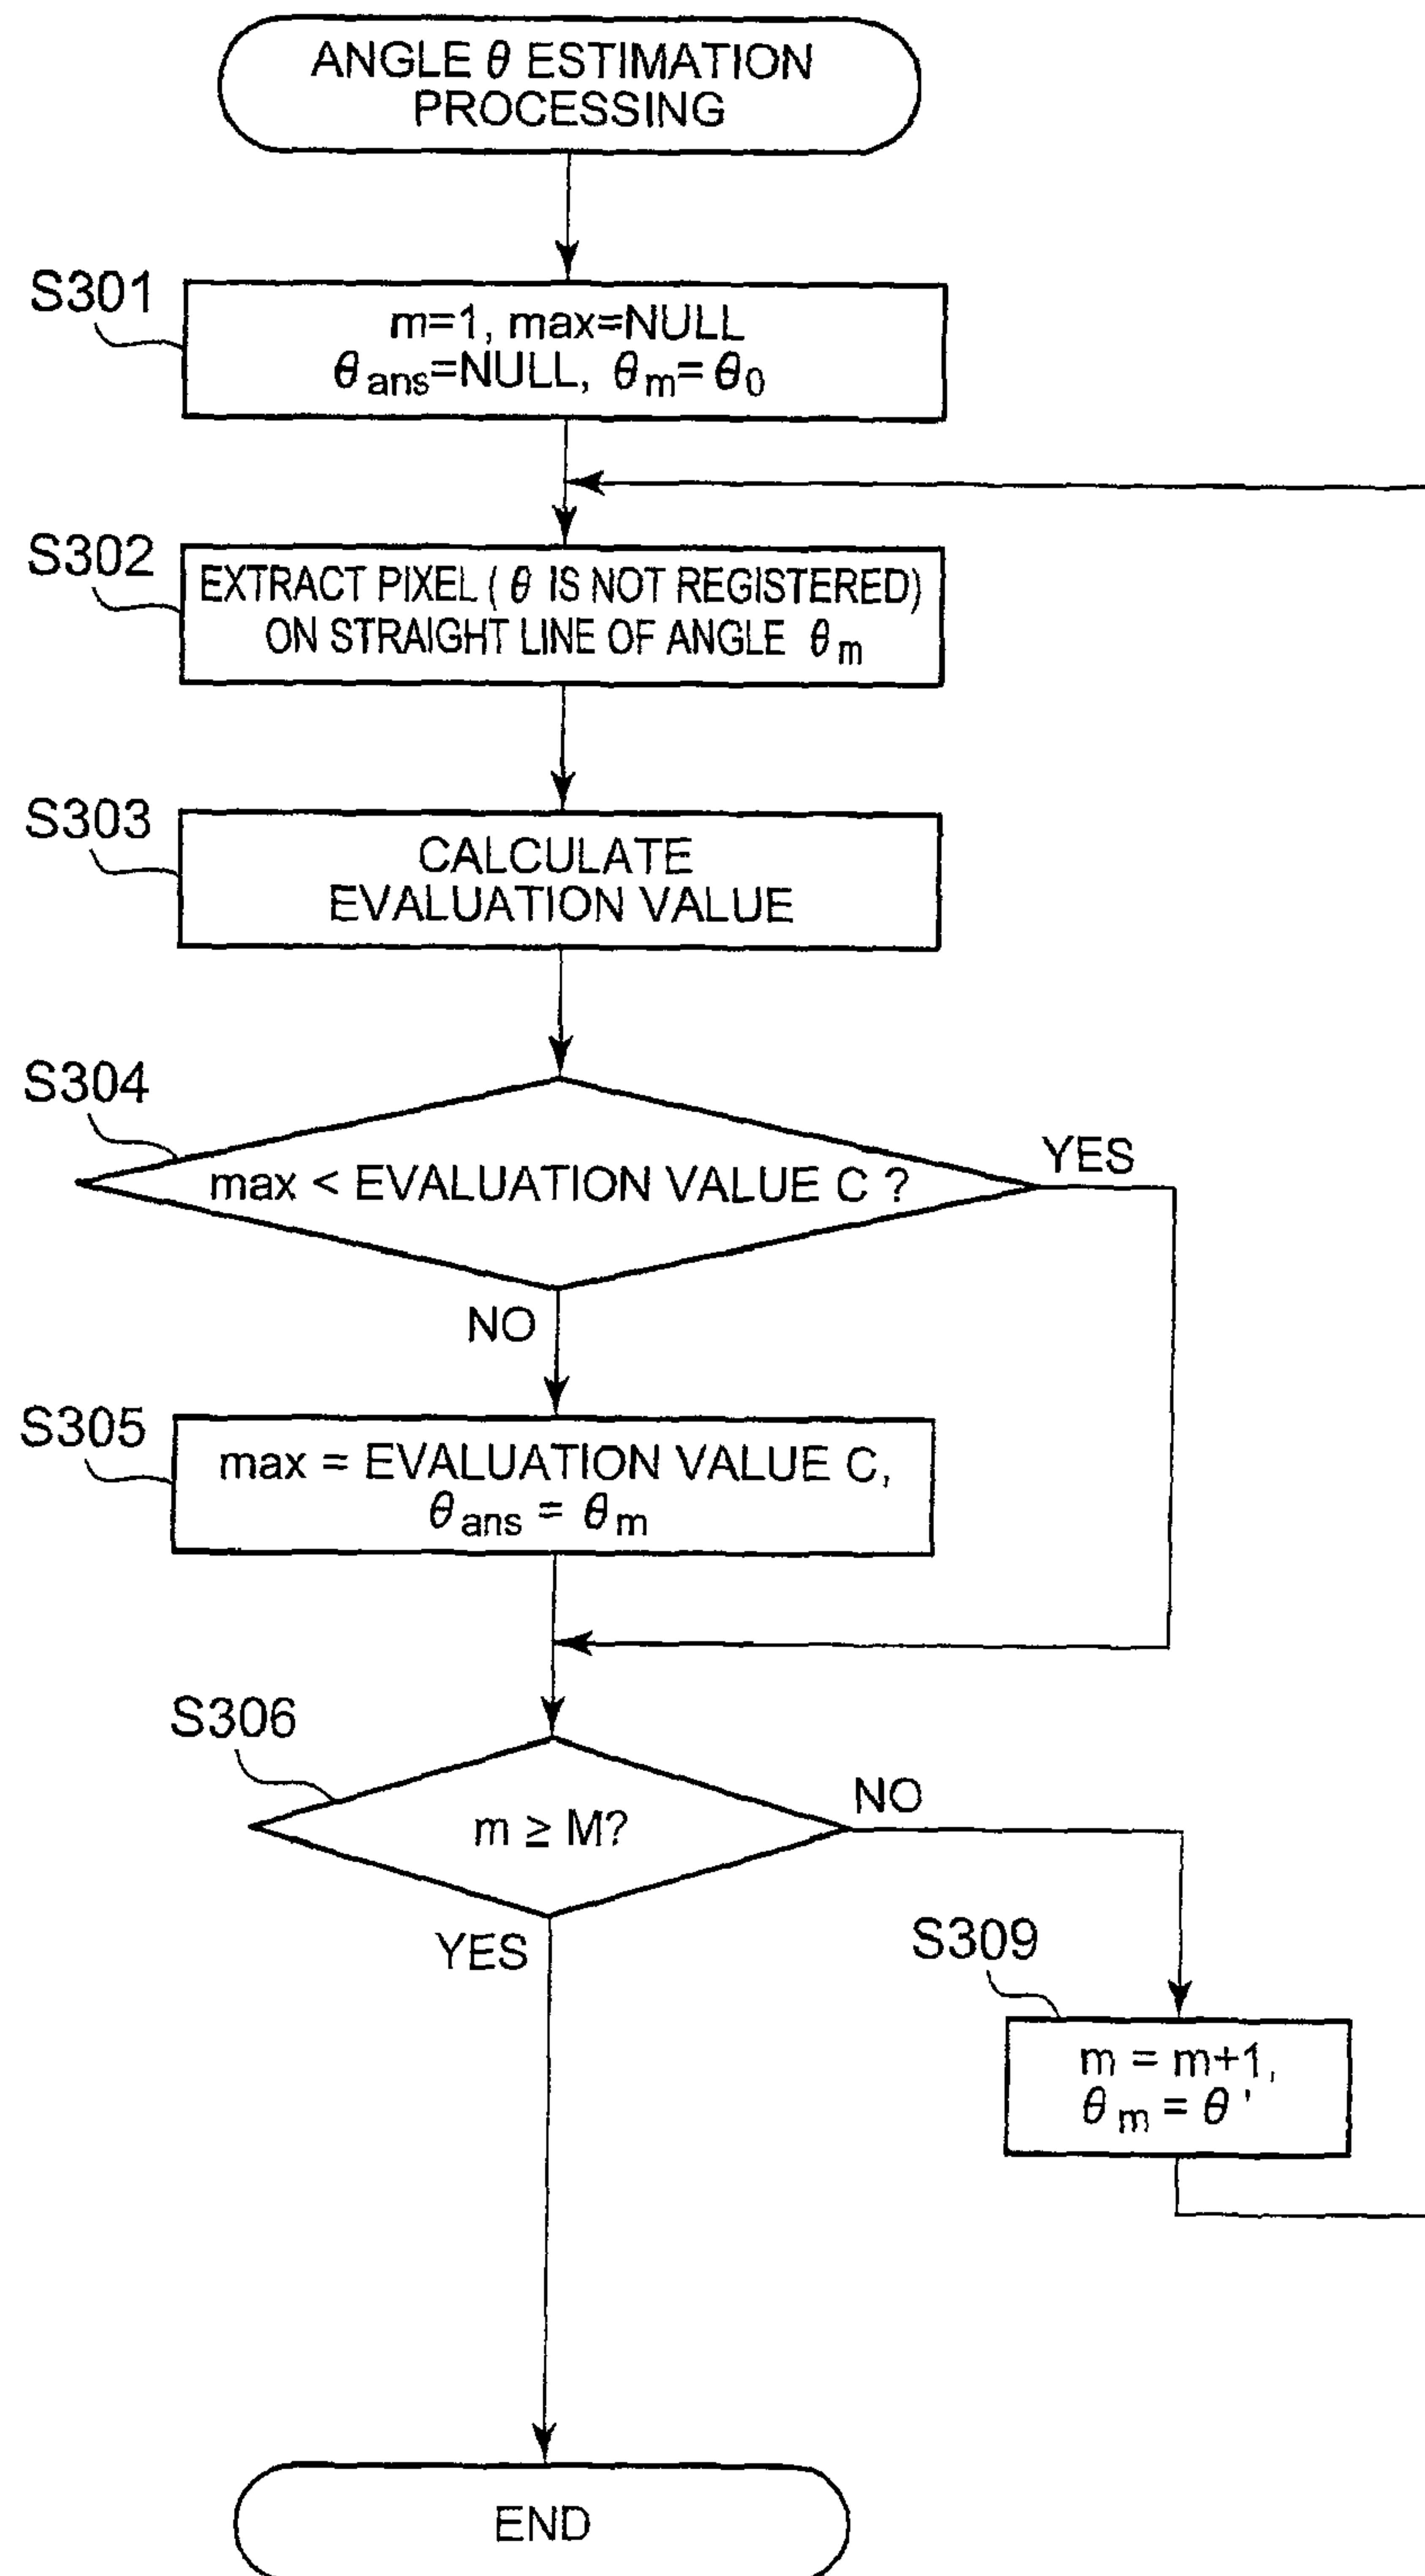 ANGLE θ ESTIMATION
PROCESSING
S301
m=1, max=NULL
θans=NULL, θm=θ0
S302
EXTRACT PIXEL ( θ IS NOT REGISTERED)
ON STRAIGHT LINE OF ANGLE θm
S303
CALCULATE
EVALUATION VALUE
S304
max < EVALUATION VALUE C ?
YES
NO
S305
max = EVALUATION VALUE C,
θans = θm
S306
m ≥ M?
NO
YES
S309
m = m+1,
θm = θ'
END